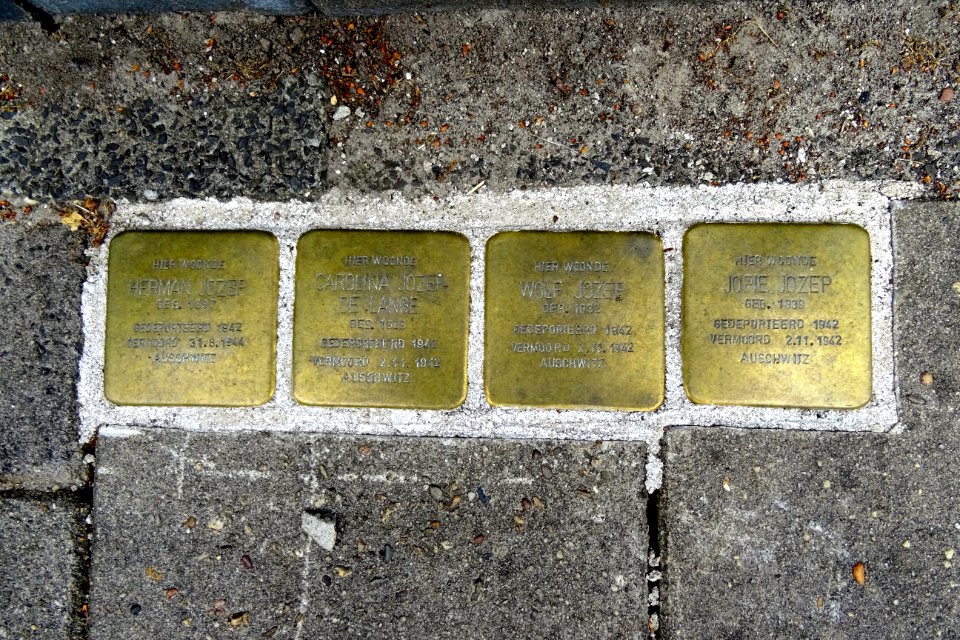 HIER WOONDE
HERMAN JOZEP
GEB.
GEDEPORTEERD 1942
VERMOORD 31.8.1944
AUSCHWITZ
HIER WOONDE
CAROLINA JOZEP-
DE LANGE
GEB.
GEDEPORTEERD 1942
VERMOORD 2.11.1942
AUSCHWITZ
HIER WOONDE
WOLF JOZEP
GEB. 1932
GEDEPORTEERD 1942
VERMOORD 2.11.1942
AUSCHWITZ
HIER WOONDE
JOPIE JOZEP
GEB.
GEDEPORTEERD 1942
VERMOORD 2.11.1942
AUSCHWITZ